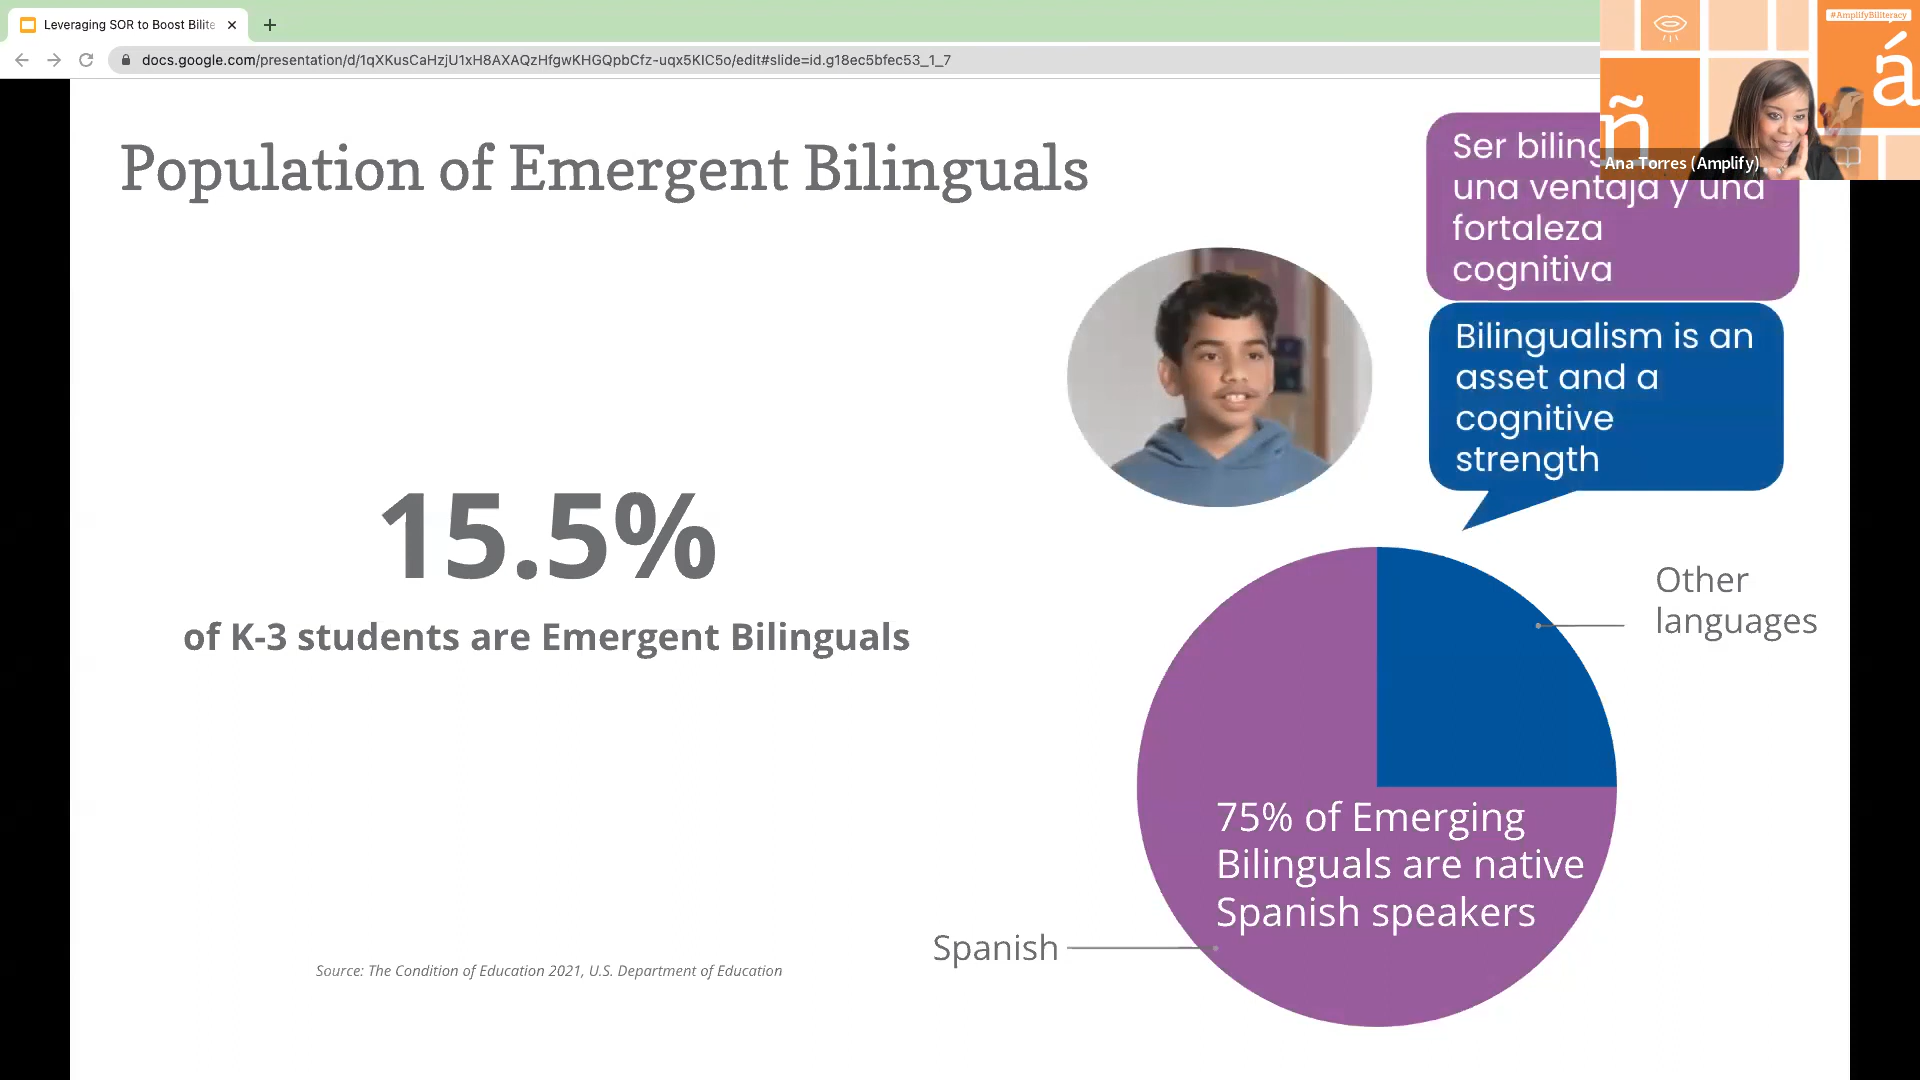 Leveraging SOR to Boost Bilite
docs.google.com/presentation/d/1qXKusCaHzjU1xH8AXAQzHfgwKHGQpbCfz-uqx5KIC5o/edit#slide=id.g18ec5bfec53_1_7
#AmplifyBiliteracy
ñ
á
Ana Torres (Amplify)
Population of Emergent Bilinguals
Ser biling
una ventaja y una
fortaleza
cognitiva
Bilingualism is an
asset and a
cognitive
strength
15.5%
of K-3 students are Emergent Bilinguals
Other
languages
75% of Emerging
Bilinguals are native
Spanish speakers
Spanish
Source: The Condition of Education 2021, U.S. Department of Education